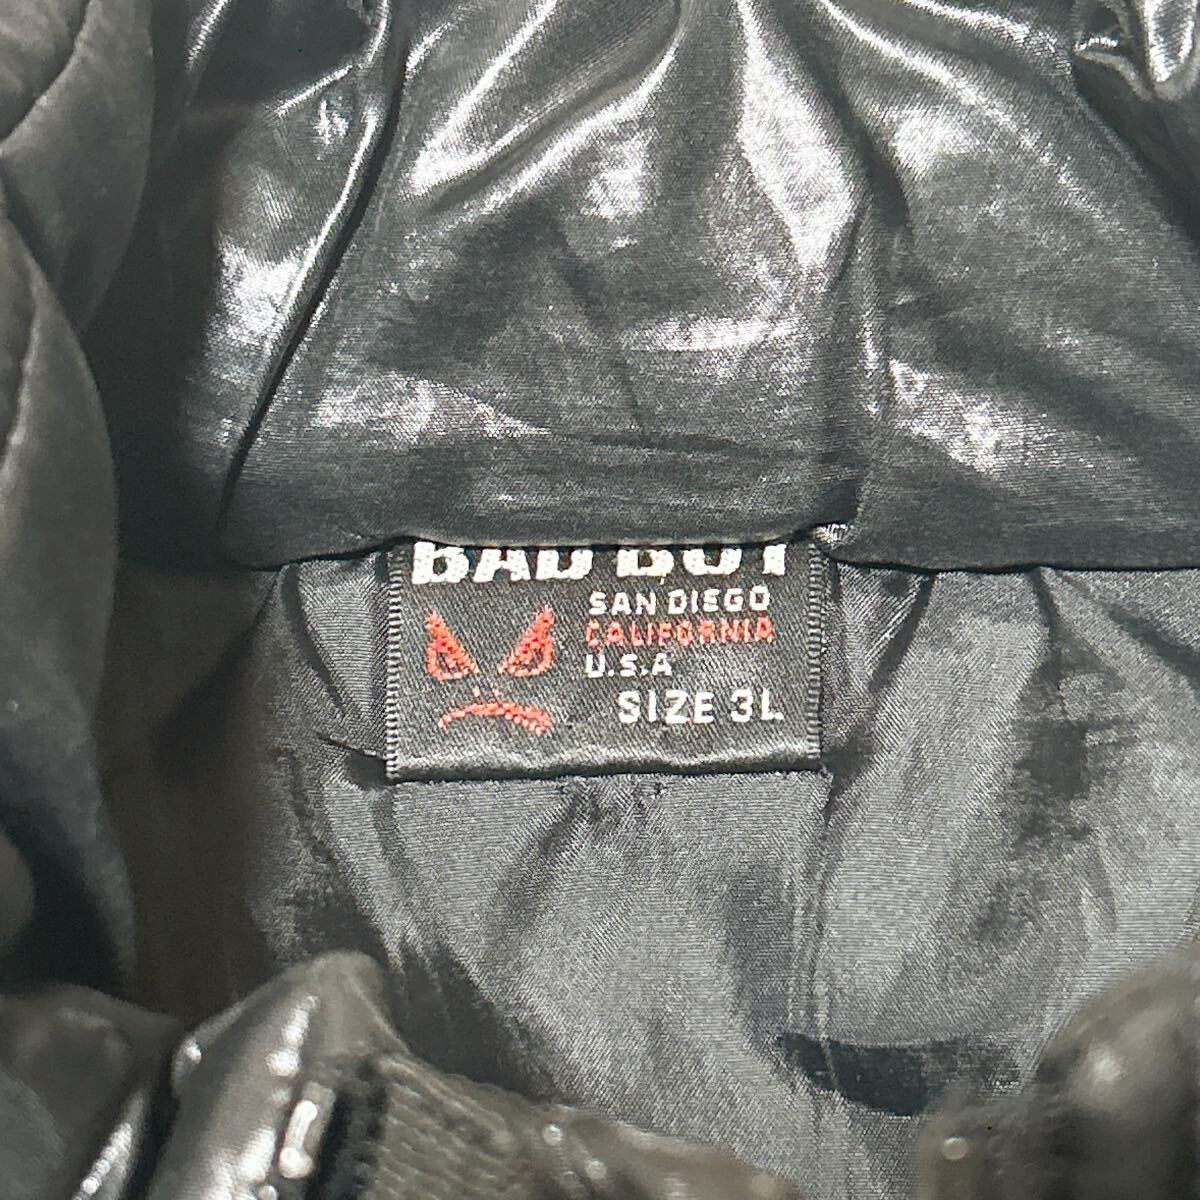 BAD BOY
SAN DIEGO
CALIFORNIA
U.S.A
SIZE 3L